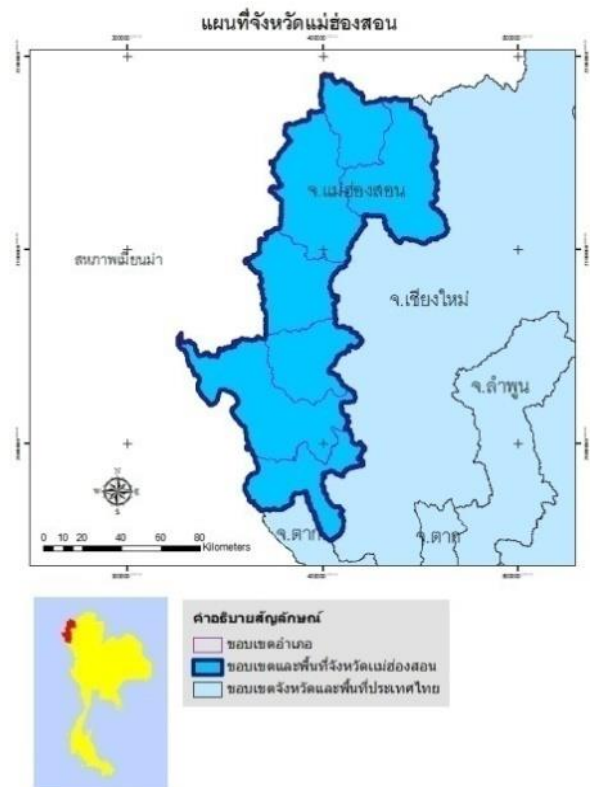 แผนที่จังหวัดแม่ฮ่องสอน
จ.แม่ฮ่องสอน
สหภาพเมียนม่า
จ.เชียงใหม่
จ.ลำพูน
จ.ตาก
จ.ตาก
0 10 20 40 60 80
Kilometers
คำอธิบายสัญลักษณ์
ขอบเขตอำเภอ
ขอบเขตและพื้นที่จังหวัดแม่ฮ่องสอน
ขอบเขตจังหวัดและพื้นที่ประเทศไทย